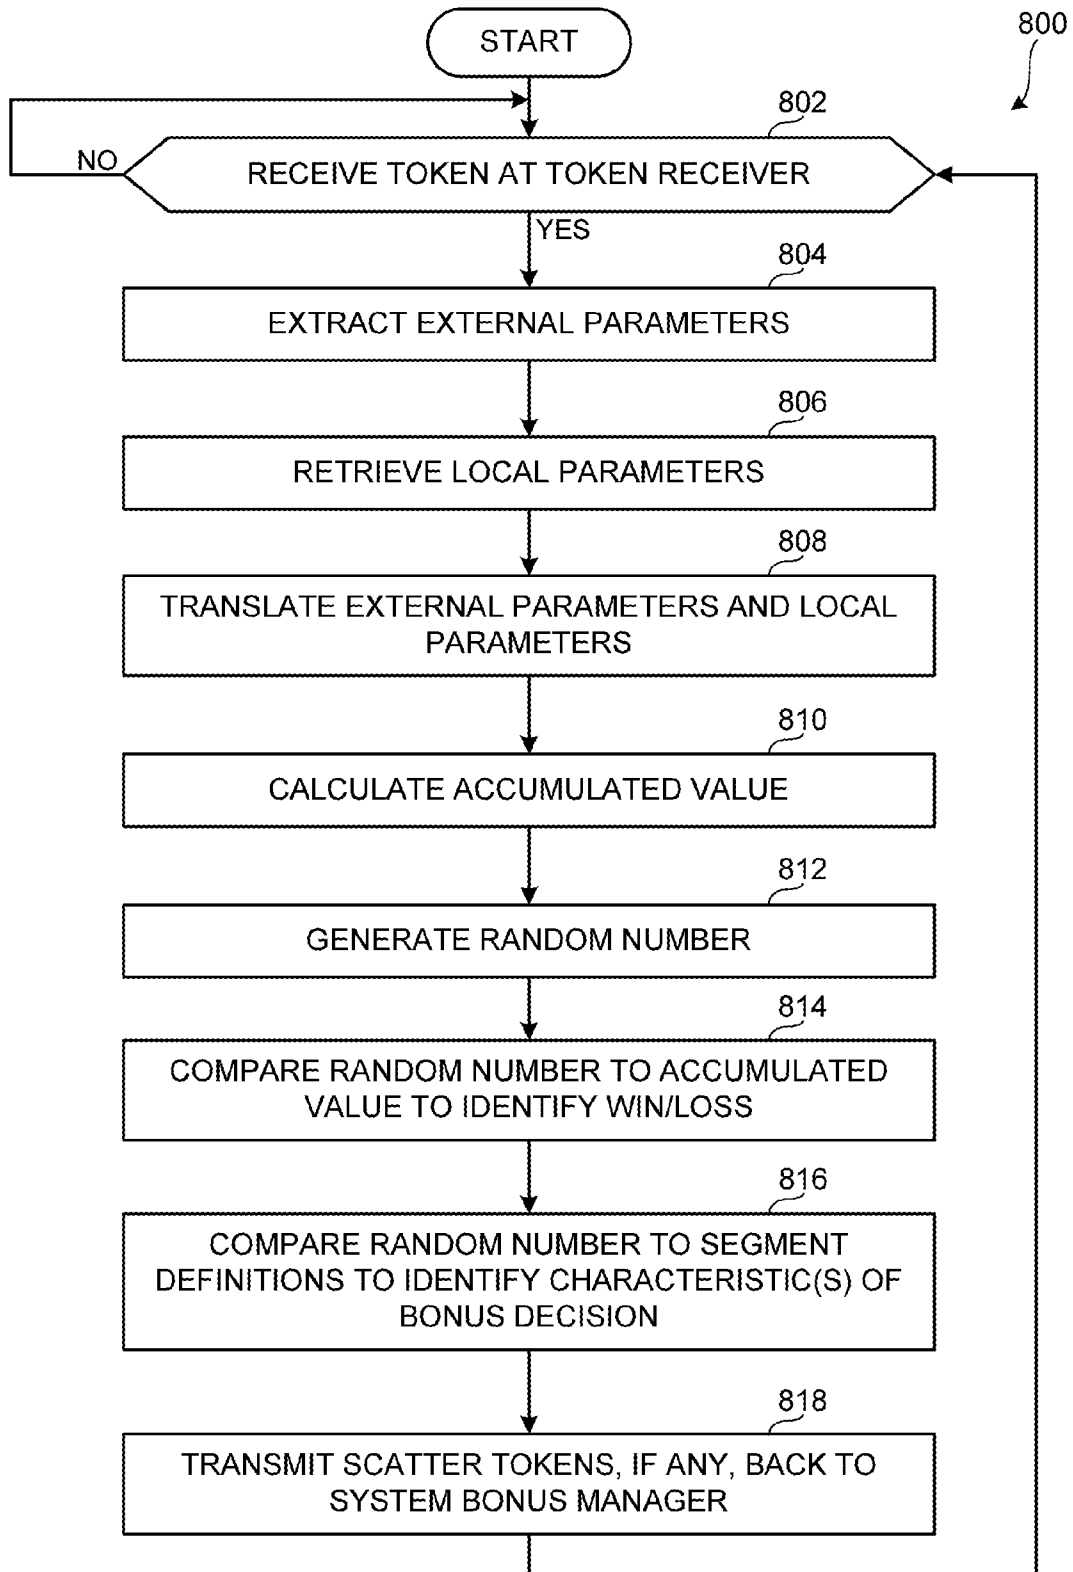 START
800
802
NO
RECEIVE TOKEN AT TOKEN RECEIVER
YES
804
EXTRACT EXTERNAL PARAMETERS
806
RETRIEVE LOCAL PARAMETERS
808
TRANSLATE EXTERNAL PARAMETERS AND LOCAL
PARAMETERS
810
CALCULATE ACCUMULATED VALUE
812
GENERATE RANDOM NUMBER
814
COMPARE RANDOM NUMBER TO ACCUMULATED
VALUE TO IDENTIFY WIN/LOSS
816
COMPARE RANDOM NUMBER TO SEGMENT
DEFINITIONS TO IDENTIFY CHARACTERISTIC(S) OF
BONUS DECISION
818
TRANSMIT SCATTER TOKENS, IF ANY, BACK TO
SYSTEM BONUS MANAGER